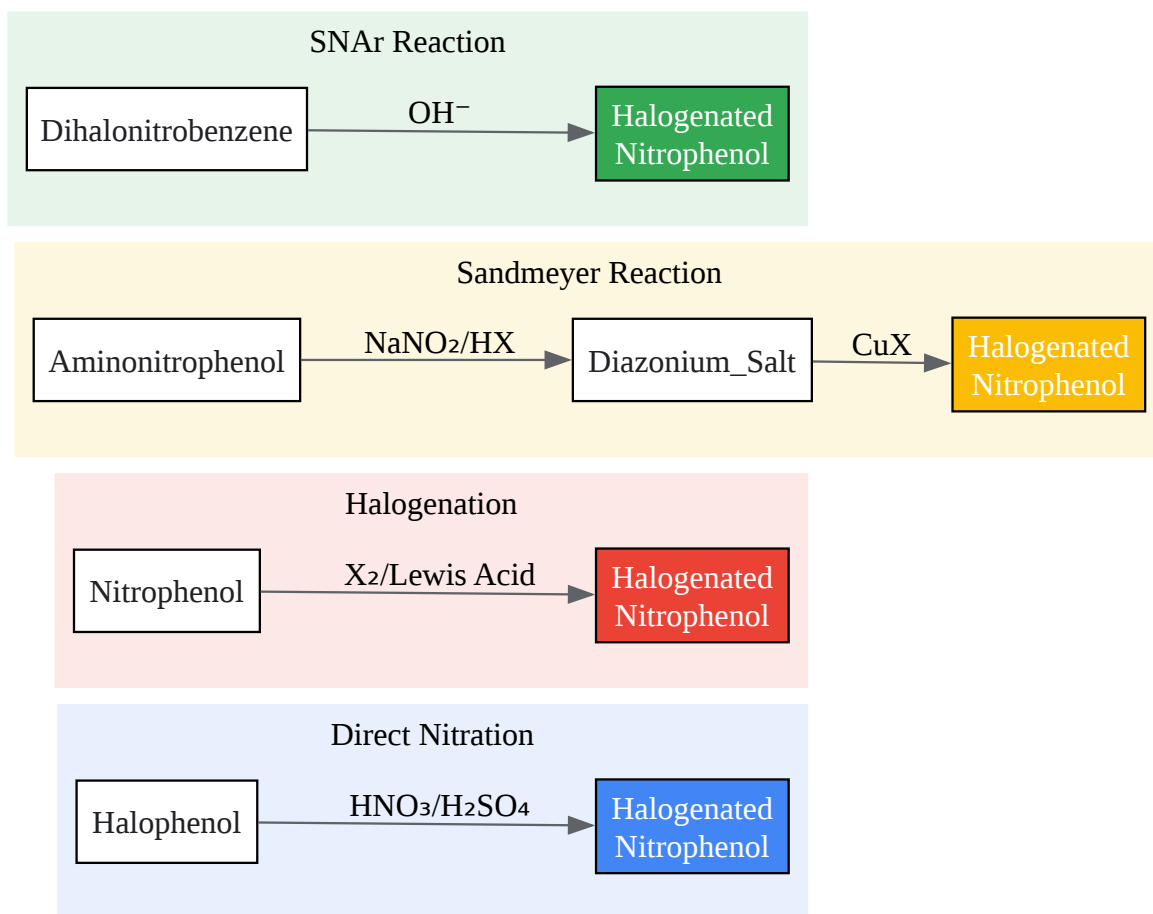 SNAr Reaction
Dihalonitrobenzene
OH⁻
Halogenated
Nitrophenol
Sandmeyer Reaction
Aminonitrophenol
NaNO₂/HX
Diazonium_Salt
CuX
Halogenated
Nitrophenol
Halogenation
Nitrophenol
X₂/Lewis Acid
Halogenated
Nitrophenol
Direct Nitration
Halophenol
HNO₃/H₂SO₄
Halogenated
Nitrophenol